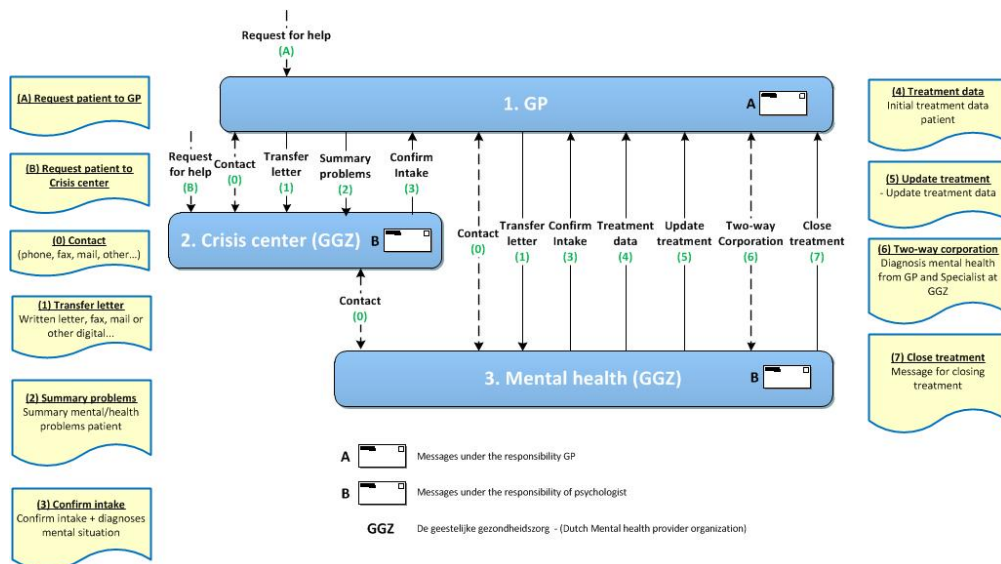 Request for help
(A)
1. GP
A
(A) Request patient to GP
(B) Request patient to
Crisis center
(0) Contact
(phone, fax, mail, other...)
(1) Transfer letter
Written letter, fax, mail or
other digital...
(2) Summary problems
Summary mental/health
problems patient
(3) Confirm intake
Confirm intake + diagnoses
mental situation
Request
for help
(B)
Contact
(0)
Transfer
letter
(1)
Summary
problems
(2)
Confirm
Intake
(3)
2. Crisis center (GGZ)
B
Contact
(0)
Contact
(0)
Transfer
letter
(1)
Confirm
Intake
(3)
Treatment
data
(4)
Update
treatment
(5)
Two-way
Corporation
(6)
Close
treatment
(7)
3. Mental health (GGZ)
B
(4) Treatment data
Initial treatment data
patient
(5) Update treatment
- Update treatment data
(6) Two-way corporation
Diagnosis mental health
from GP and Specialist at
GGZ
(7) Close treatment
Message for closing
treatment
A
Messages under the responsibility GP
B
Messages under the responsibility of psychologist
GGZ
De geestelijke gezondheidszorg - (Dutch Mental health provider organization)